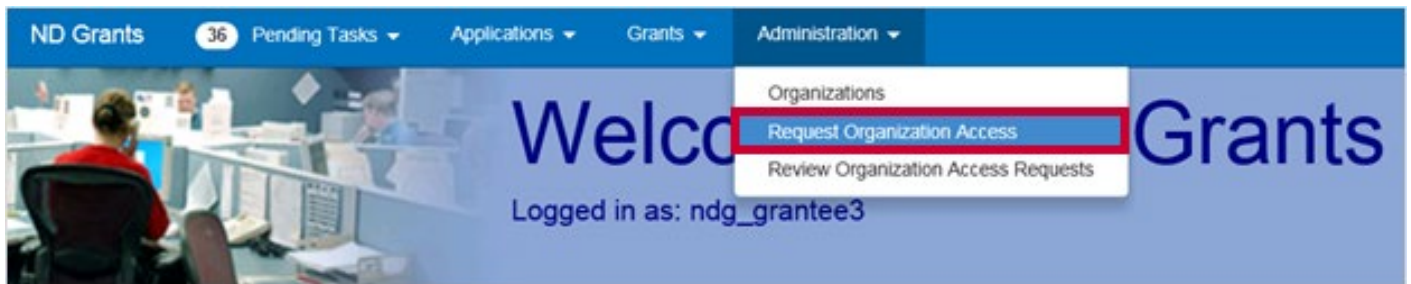 ND Grants 36 Pending Tasks Applications Grants Administration
Organizations
Request Organization Access
Review Organization Access Requests
Welco Grants
Logged in as: ndg_grantee3